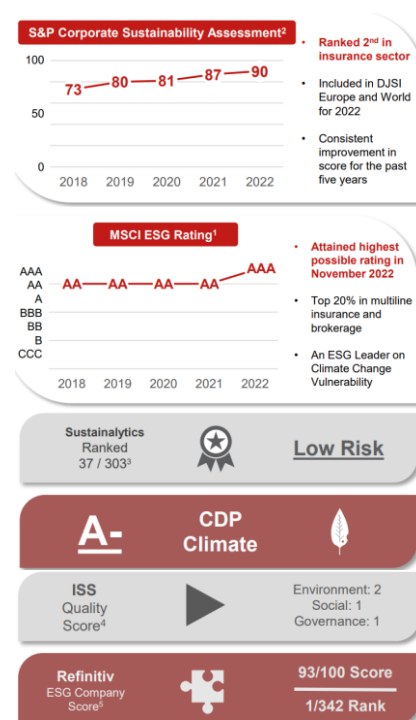 S&P Corporate Sustainability Assessment²
100
50
0
73
80
81
87
90
2018 2019 2020 2021 2022
• Ranked 2nd in
insurance sector
• Included in DJSI
Europe and World
for 2022
• Consistent
improvement in
score for the past
five years
MSCI ESG Rating¹
AAA
AA
A
BBB
BB
B
CCC
AA AA AA AA AAA
2018 2019 2020 2021 2022
• Attained highest
possible rating in
November 2022
• Top 20% in multiline
insurance and
brokerage
• An ESG Leader on
Climate Change
Vulnerability
Sustainalytics
Ranked
37 / 303³
Low Risk
A-
CDP
Climate
ISS
Quality
Score⁴
Environment: 2
Social: 1
Governance: 1
Refinitiv
ESG Company
Score⁵
93/100 Score
1/342 Rank